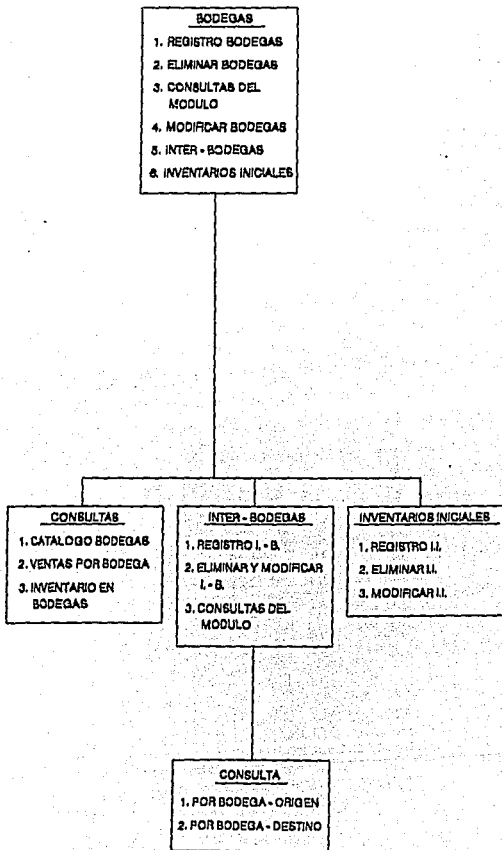 BODEGAS
1. REGISTRO BODEGAS
2. ELIMINAR BODEGAS
3. CONSULTAS DEL
MODULO
4. MODIFICAR BODEGAS
5. INTER - BODEGAS
6. INVENTARIOS INICIALES
CONSULTAS
1. CATALOGO BODEGAS
2. VENTAS POR BODEGA
3. INVENTARIO EN
BODEGAS
INTER - BODEGAS
1. REGISTRO I. - B.
2. ELIMINAR Y MODIFICAR
I. - B.
3. CONSULTAS DEL
MODULO
INVENTARIOS INICIALES
1. REGISTRO I.I.
2. ELIMINAR I.I.
3. MODIFICAR I.I.
CONSULTA
1. POR BODEGA - ORIGEN
2. POR BODEGA - DESTINO